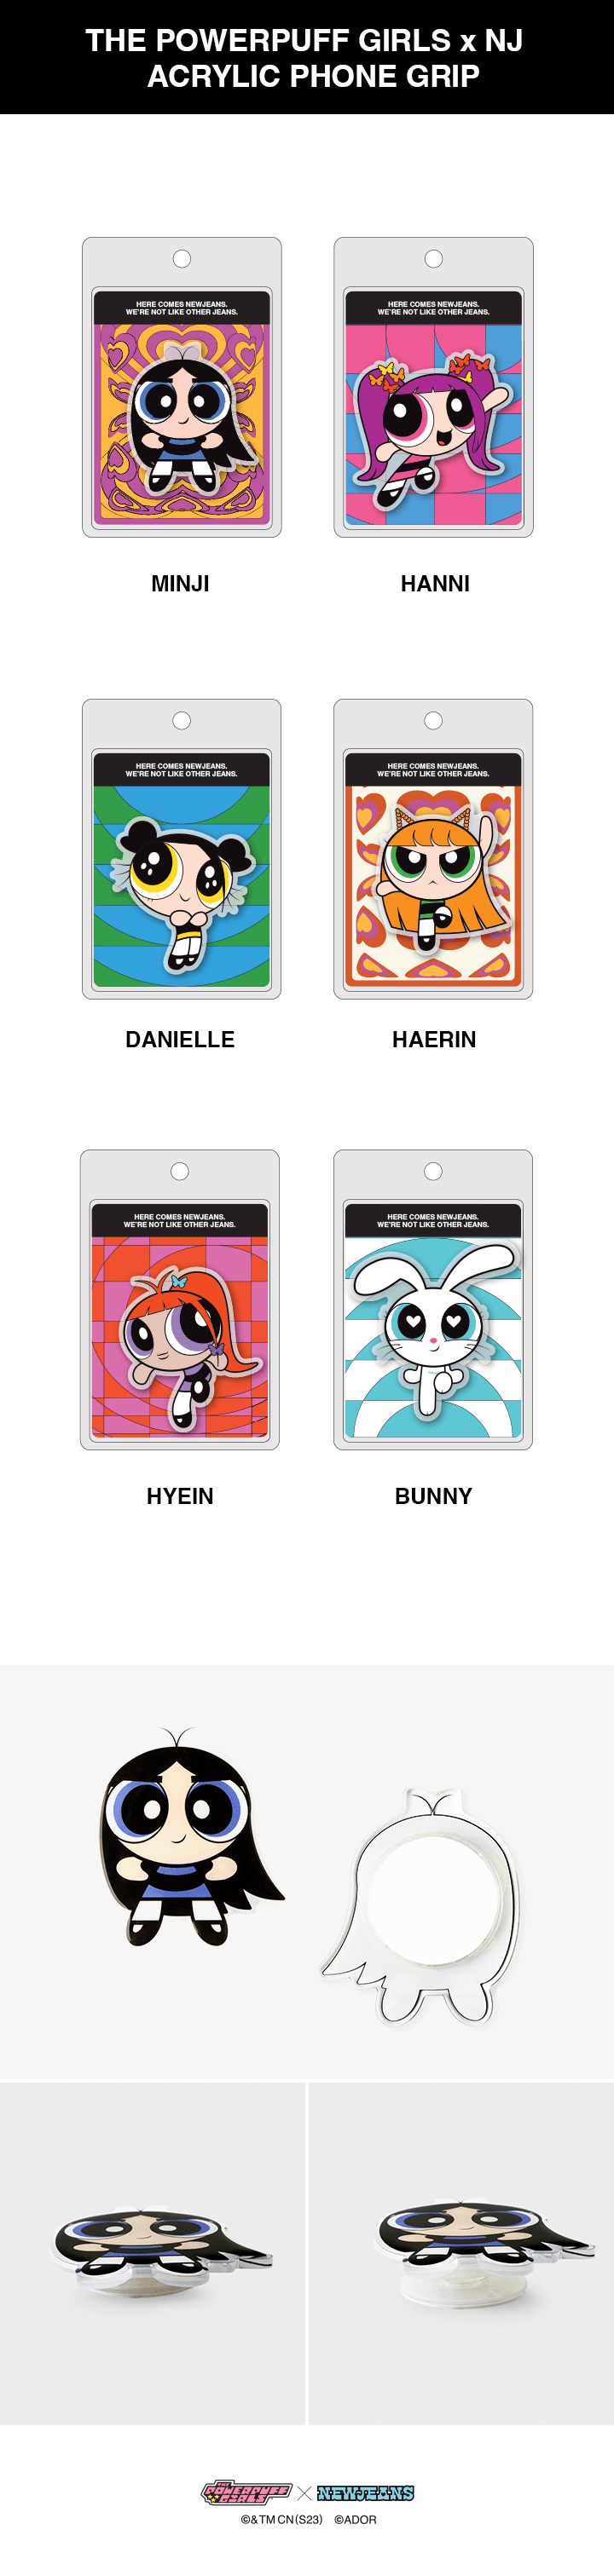 THE POWERPUFF GIRLS x NJ
ACRYLIC PHONE GRIP
HERE COMES NEWJEANS.
WE'RE NOT LIKE OTHER JEANS.
HERE COMES NEWJEANS.
WE'RE NOT LIKE OTHER JEANS.
MINJI
HANNI
HERE COMES NEWJEANS.
WE'RE NOT LIKE OTHER JEANS.
HERE COMES NEWJEANS.
WE'RE NOT LIKE OTHER JEANS.
DANIELLE
HAERIN
HERE COMES NEWJEANS.
WE'RE NOT LIKE OTHER JEANS.
HERE COMES NEWJEANS.
WE'RE NOT LIKE OTHER JEANS.
HYEIN
BUNNY
THE
POWERPUFF
GIRLS
NEWJEANS
©&TM CN(S23) ©ADOR